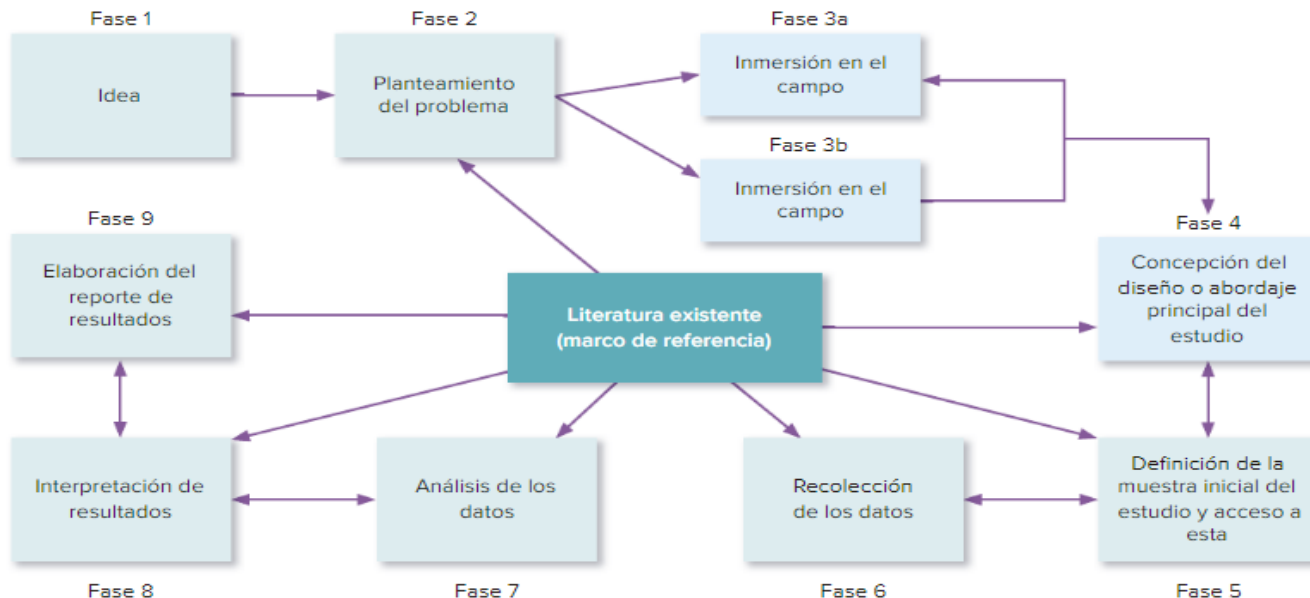 Fase 1
Fase 2
Fase 3a
Idea
Planteamiento
del problema
Inmersión en el
campo
Fase 3b
Inmersión en el
campo
Fase 9
Fase 4
Elaboración del
reporte de
resultados
Literatura existente
(marco de referencia)
Concepción del
diseño o abordaje
principal del
estudio
Interpretación de
resultados
Análisis de los
datos
Recolección
de los datos
Definición de la
muestra inicial del
estudio y acceso a
esta
Fase 8
Fase 7
Fase 6
Fase 5